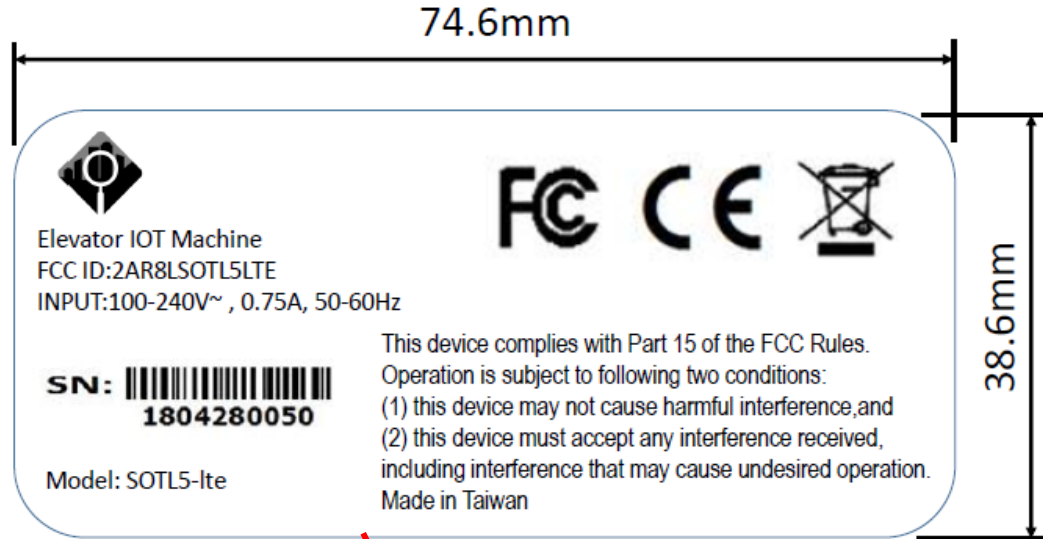 74.6mm
FCC CE
Elevator IOT Machine
FCC ID:2AR8LSOTL5LTE
INPUT:100-240V~ , 0.75A, 50-60Hz
38.6mm
This device complies with Part 15 of the FCC Rules.
Operation is subject to following two conditions:
(1) this device may not cause harmful interference,and
(2) this device must accept any interference received,
including interference that may cause undesired operation.
Made in Taiwan
SN:
1804280050
Model: SOTL5-lte